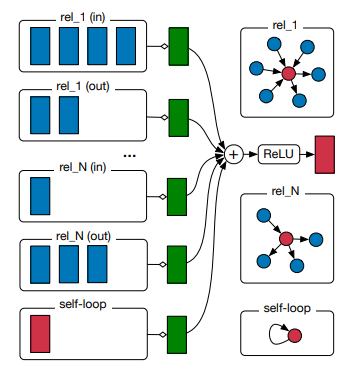 rel_1 (in)
rel_1 (out)
...
rel_N (in)
rel_N (out)
self-loop
+
ReLU
rel_1
rel_N
self-loop